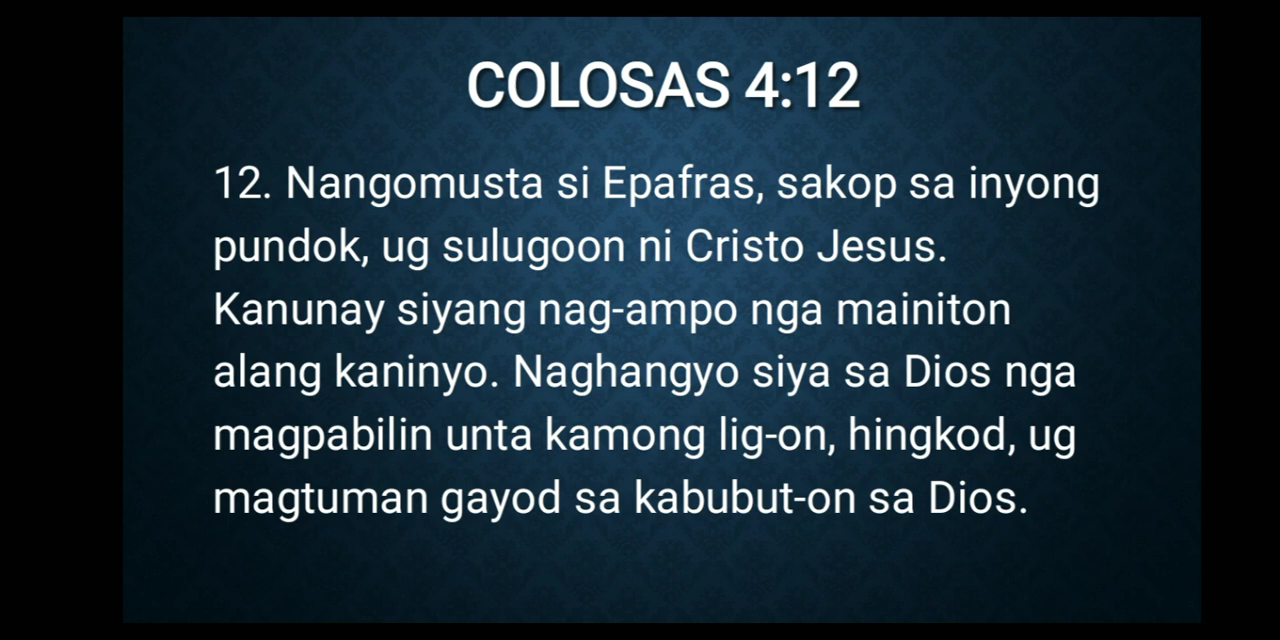 COLOSAS 4:12
12. Nangomusta si Epafras, sakop sa inyong
pundok, ug sulugoon ni Cristo Jesus.
Kanunay siyang nag-ampo nga mainiton
alang kaninyo. Naghangyo siya sa Dios nga
magpabilin unta kamong lig-on, hingkod, ug
magtuman gayod sa kabubut-on sa Dios.